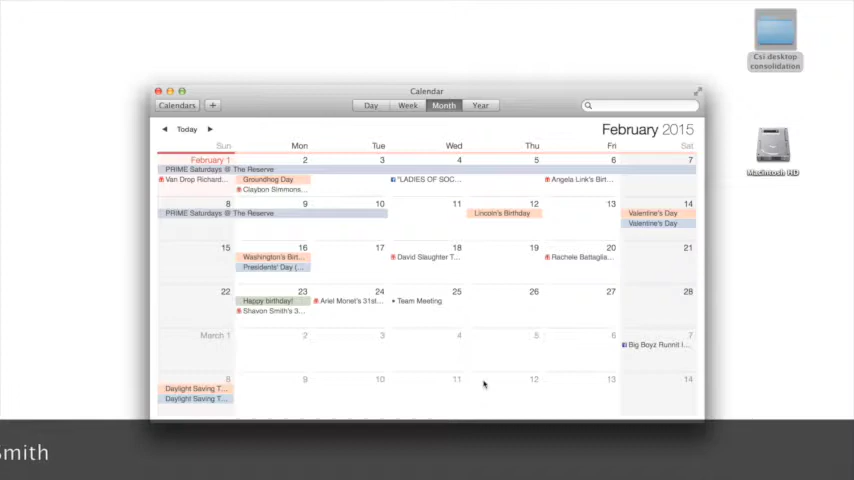 Csi desktop
consolidation
Calendar
Calendars +
Day Week Month Year
Today
February 2015
Sun Mon Tue Wed Thu Fri Sat
February 1 2 3 4 5 6 7
PRIME Saturdays @ The Reserve
Van Drop Richard... Groundhog Day "LADIES OF SOC... Angela Link's Birt...
Claybon Simmons...
8 9 10 11 12 13 14
PRIME Saturdays @ The Reserve Lincoln's Birthday Valentine's Day
Valentine's Day
15 16 17 18 19 20 21
Washington's Birt... David Slaughter T... Rachele Battaglia...
Presidents' Day (...
22 23 24 25 26 27 28
Happy birthday! Ariel Monet's 31st... • Team Meeting
Shavon Smith's 3...
March 1 2 3 4 5 6 7
Big Boyz Runnit I...
8 9 10 11 12 13 14
Daylight Saving T...
Daylight Saving T...
Macintosh HD
Smith